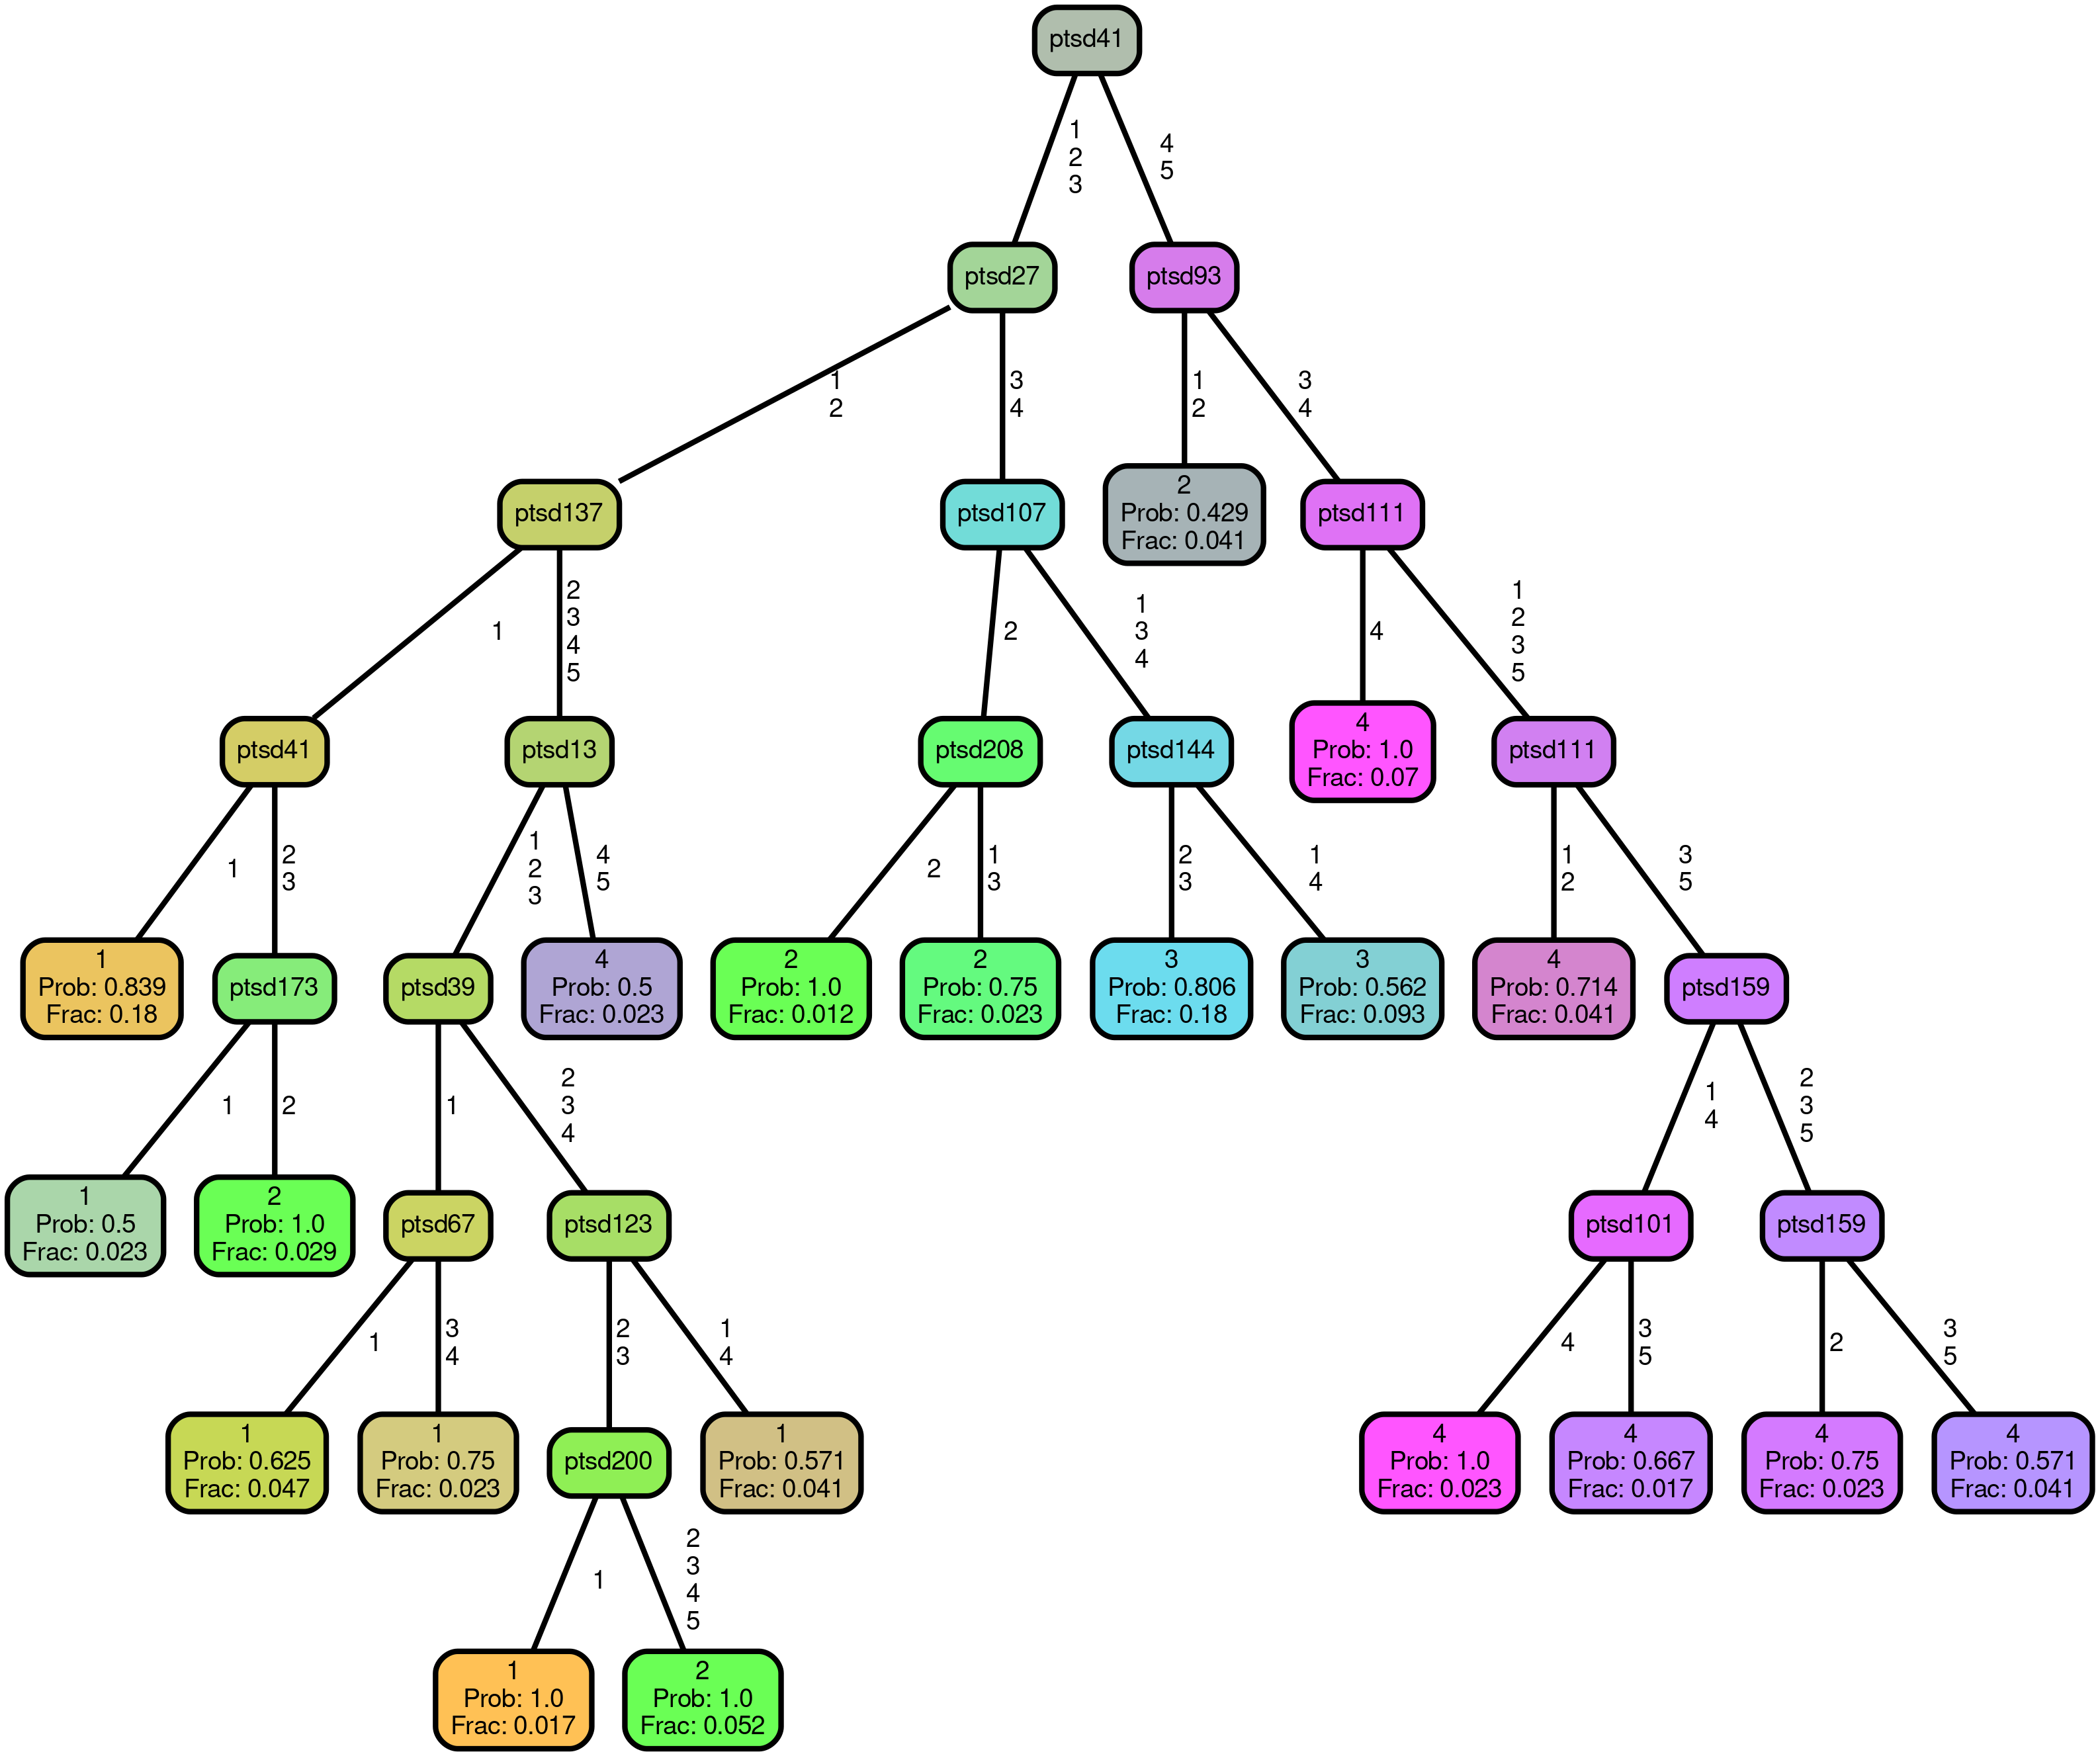 ptsd41
1
2
3
4
5
ptsd27
ptsd93
1
2
3
4
1
2
3
4
ptsd137
ptsd107
2
Prob: 0.429
Frac: 0.041
ptsd111
1
2
3
4
5
2
1
3
4
4
1
2
3
5
ptsd41
ptsd13
ptsd208
ptsd144
4
Prob: 1.0
Frac: 0.07
ptsd111
1
2
3
1
2
3
4
5
2
1
3
2
3
1
4
1
2
3
5
1
Prob: 0.839
Frac: 0.18
ptsd173
ptsd39
4
Prob: 0.5
Frac: 0.023
2
Prob: 1.0
Frac: 0.012
2
Prob: 0.75
Frac: 0.023
3
Prob: 0.806
Frac: 0.18
3
Prob: 0.562
Frac: 0.093
4
Prob: 0.714
Frac: 0.041
ptsd159
1
2
1
2
3
4
1
4
2
3
5
1
Prob: 0.5
Frac: 0.023
2
Prob: 1.0
Frac: 0.029
ptsd67
ptsd123
ptsd101
ptsd159
1
3
4
2
3
1
4
4
3
5
2
3
5
1
Prob: 0.625
Frac: 0.047
1
Prob: 0.75
Frac: 0.023
ptsd200
1
Prob: 0.571
Frac: 0.041
4
Prob: 1.0
Frac: 0.023
4
Prob: 0.667
Frac: 0.017
4
Prob: 0.75
Frac: 0.023
4
Prob: 0.571
Frac: 0.041
1
2
3
4
5
1
Prob: 1.0
Frac: 0.017
2
Prob: 1.0
Frac: 0.052